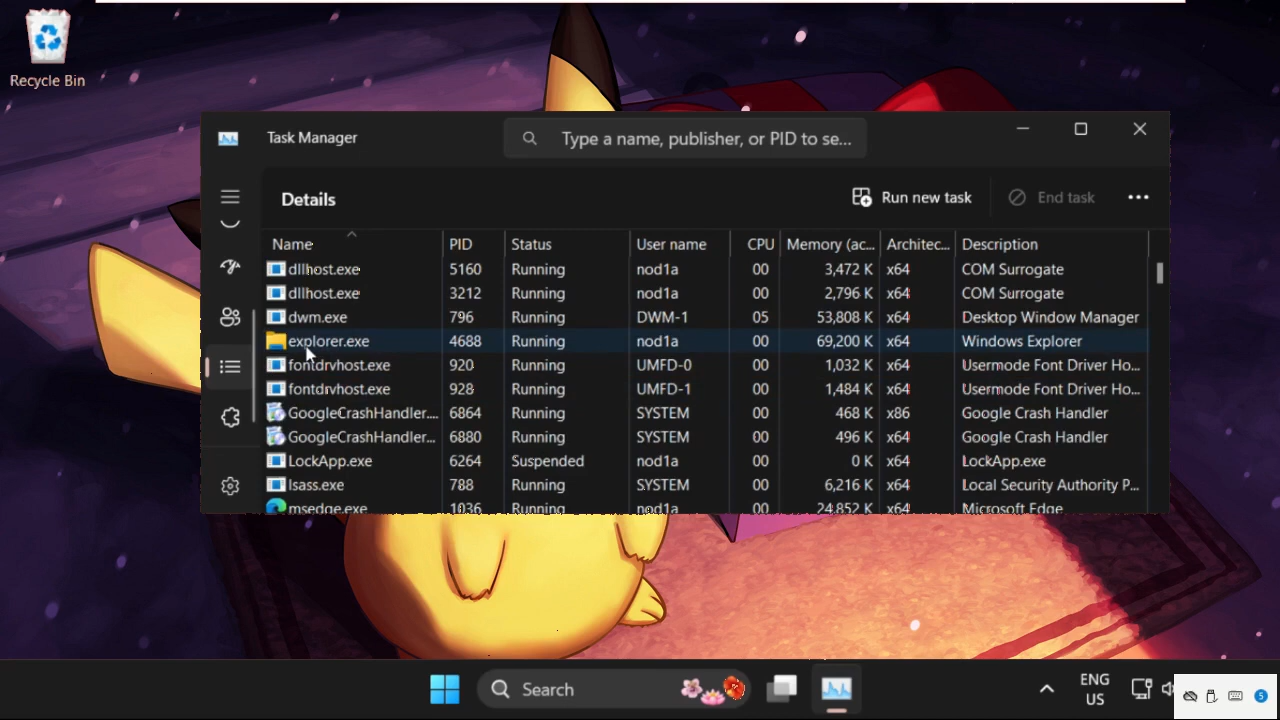 Recycle Bin
Task Manager
Type a name, publisher, or PID to se...
Details
Run new task
End task
Name PID Status User name CPU Memory (ac... Architec... Description
dllhost.exe 5160 Running nod1a 00 3,472 K x64 COM Surrogate
dllhost.exe 3212 Running nod1a 00 2,796 K x64 COM Surrogate
dwm.exe 796 Running DWM-1 05 53,808 K x64 Desktop Window Manager
explorer.exe 4688 Running nod1a 00 69,200 K x64 Windows Explorer
fontdrvhost.exe 920 Running UMFD-0 00 1,032 K x64 Usermode Font Driver Ho...
fontdrvhost.exe 928 Running UMFD-1 00 1,484 K x64 Usermode Font Driver Ho...
GoogleCrashHandler.... 6864 Running SYSTEM 00 468 K x86 Google Crash Handler
GoogleCrashHandler... 6880 Running SYSTEM 00 496 K x64 Google Crash Handler
LockApp.exe 6264 Suspended nod1a 00 0 K x64 LockApp.exe
lsass.exe 788 Running SYSTEM 00 6,216 K x64 Local Security Authority P...
msedge.exe 1036 Running nod1a 00 24,852 K x64 Microsoft Edge
Search
ENG
US
5